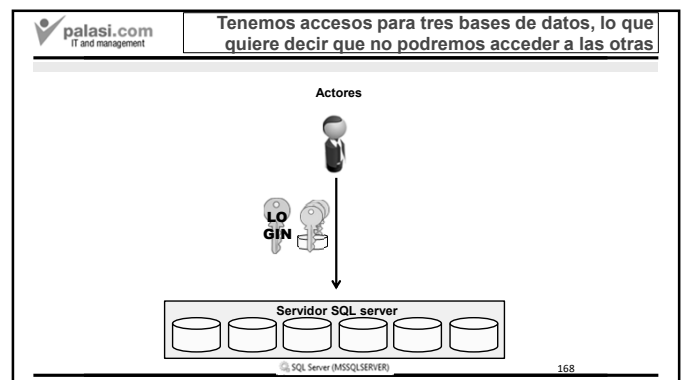 palasi.com
IT and management
Tenemos accesos para tres bases de datos, lo que
quiere decir que no podremos acceder a las otras
Actores
LO
GIN
Servidor SQL server
SQL Server (MSSQLSERVER)
168